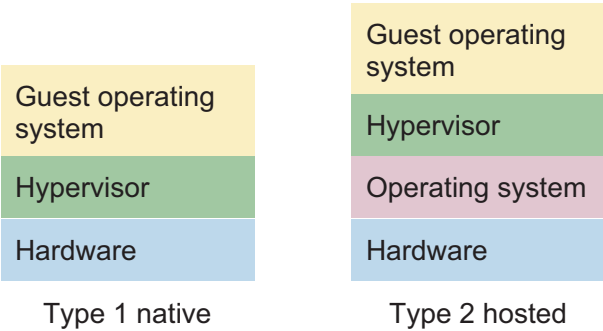 Guest operating
system
Hypervisor
Hardware
Type 1 native
Guest operating
system
Hypervisor
Operating system
Hardware
Type 2 hosted